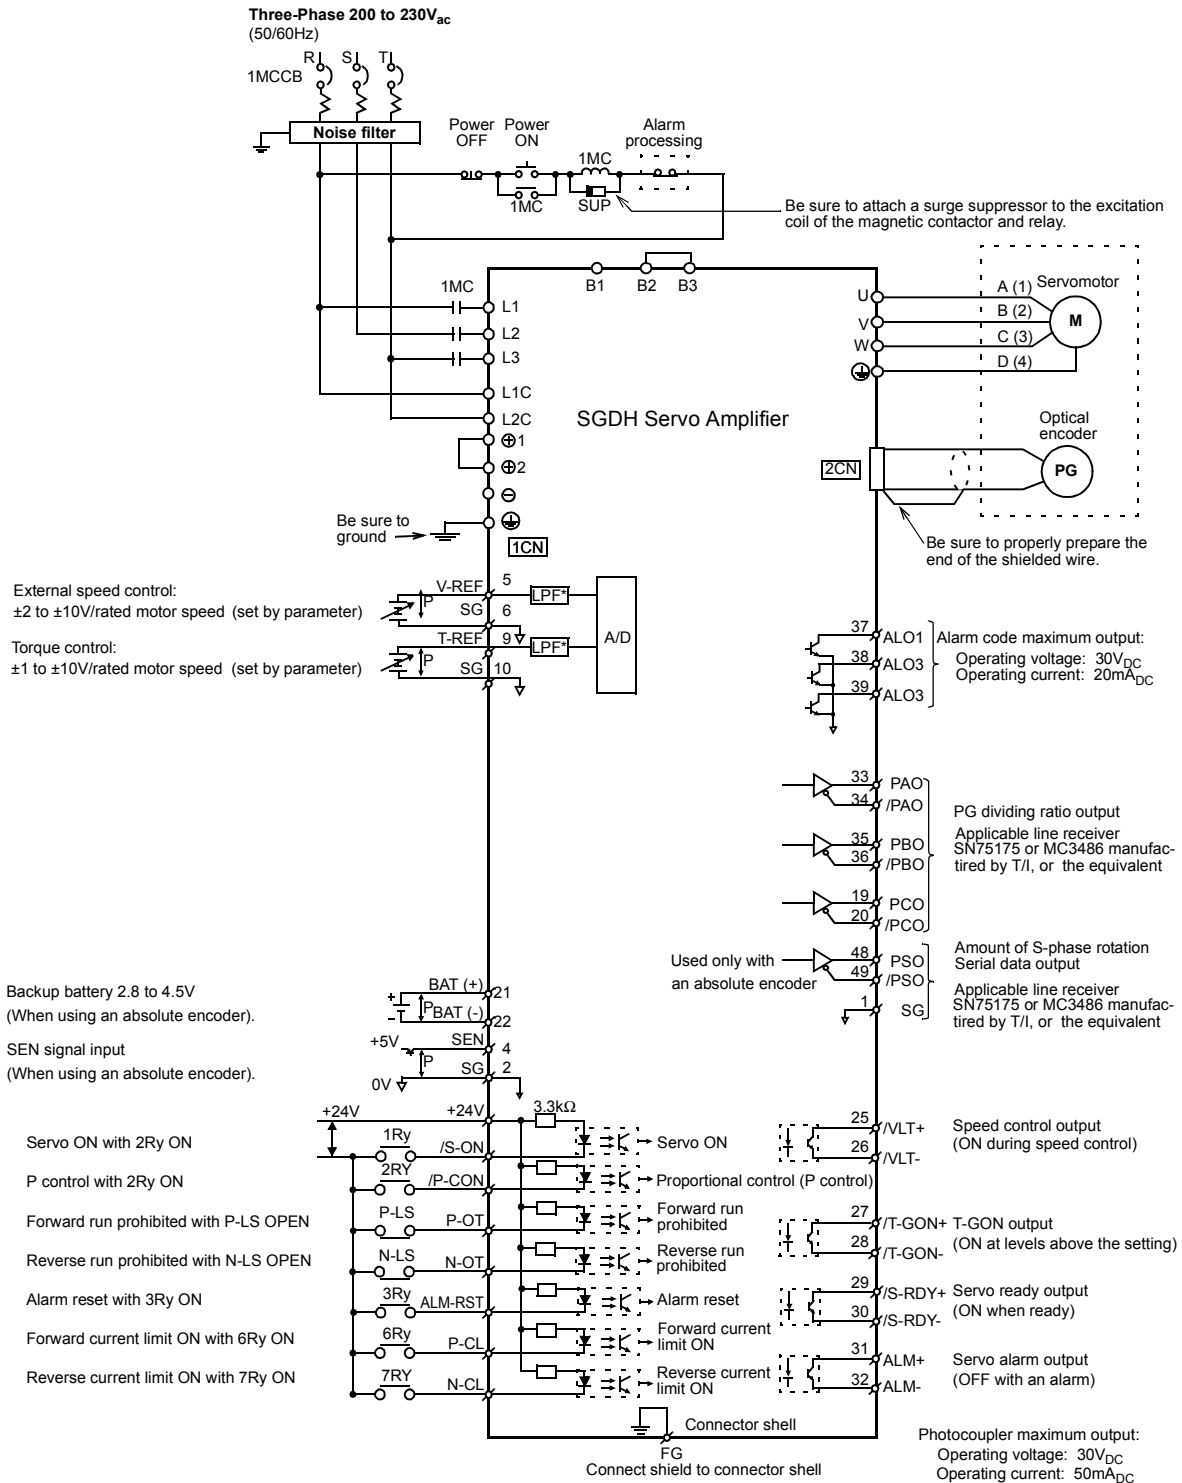 Three-Phase 200 to 230Vac
(50/60Hz)
R S T
1MCCB
Noise filter
Power OFF
Power ON
1MC
1MC
SUP
Alarm processing
Be sure to attach a surge suppressor to the excitation
coil of the magnetic contactor and relay.
1MC
L1
L2
L3
L1C
L2C
1
2
B1 B2 B3
SGDH Servo Amplifier
U
V
W
A (1)
B (2)
C (3)
D (4)
Servomotor
M
Optical
encoder
PG
2CN
Be sure to properly prepare the
end of the shielded wire.
Be sure to
ground
1CN
External speed control:
±2 to ±10V/rated motor speed (set by parameter)
Torque control:
±1 to ±10V/rated motor speed (set by parameter)
P
V-REF 5
SG 6
P
T-REF 9
SG 10
LPF*
LPF*
A/D
37 ALO1
38 ALO3
39 ALO3
Alarm code maximum output:
Operating voltage: 30VDC
Operating current: 20mADC
33 PAO
34 /PAO
35 PBO
36 /PBO
19 PCO
20 /PCO
PG dividing ratio output
Applicable line receiver
SN75175 or MC3486 manufac-
tired by T/I, or the equivalent
Used only with
an absolute encoder
48 PSO
49 /PSO
1 SG
Amount of S-phase rotation
Serial data output
Applicable line receiver
SN75175 or MC3486 manufac-
tired by T/I, or the equivalent
Backup battery 2.8 to 4.5V
(When using an absolute encoder).
+
-
P
BAT (+) 21
BAT (-) 22
SEN signal input
(When using an absolute encoder).
+5V
0V
P
SEN 4
SG 2
+24V
+24V
3.3kΩ
Servo ON with 2Ry ON
1Ry
/S-ON
Servo ON
P control with 2Ry ON
2RY
/P-CON
Proportional control (P control)
Forward run prohibited with P-LS OPEN
P-LS
P-OT
Forward run
prohibited
Reverse run prohibited with N-LS OPEN
N-LS
N-OT
Reverse run
prohibited
Alarm reset with 3Ry ON
3Ry
ALM-RST
Alarm reset
Forward current limit ON with 6Ry ON
6Ry
P-CL
Forward current
limit ON
Reverse current limit ON with 7Ry ON
7RY
N-CL
Reverse current
limit ON
25 /VLT+
26 /VLT-
Speed control output
(ON during speed control)
27 /T-GON+
28 /T-GON-
T-GON output
(ON at levels above the setting)
29 /S-RDY+
30 /S-RDY-
Servo ready output
(ON when ready)
31 ALM+
32 ALM-
Servo alarm output
(OFF with an alarm)
Connector shell
FG
Connect shield to connector shell
Photocoupler maximum output:
Operating voltage: 30VDC
Operating current: 50mADC